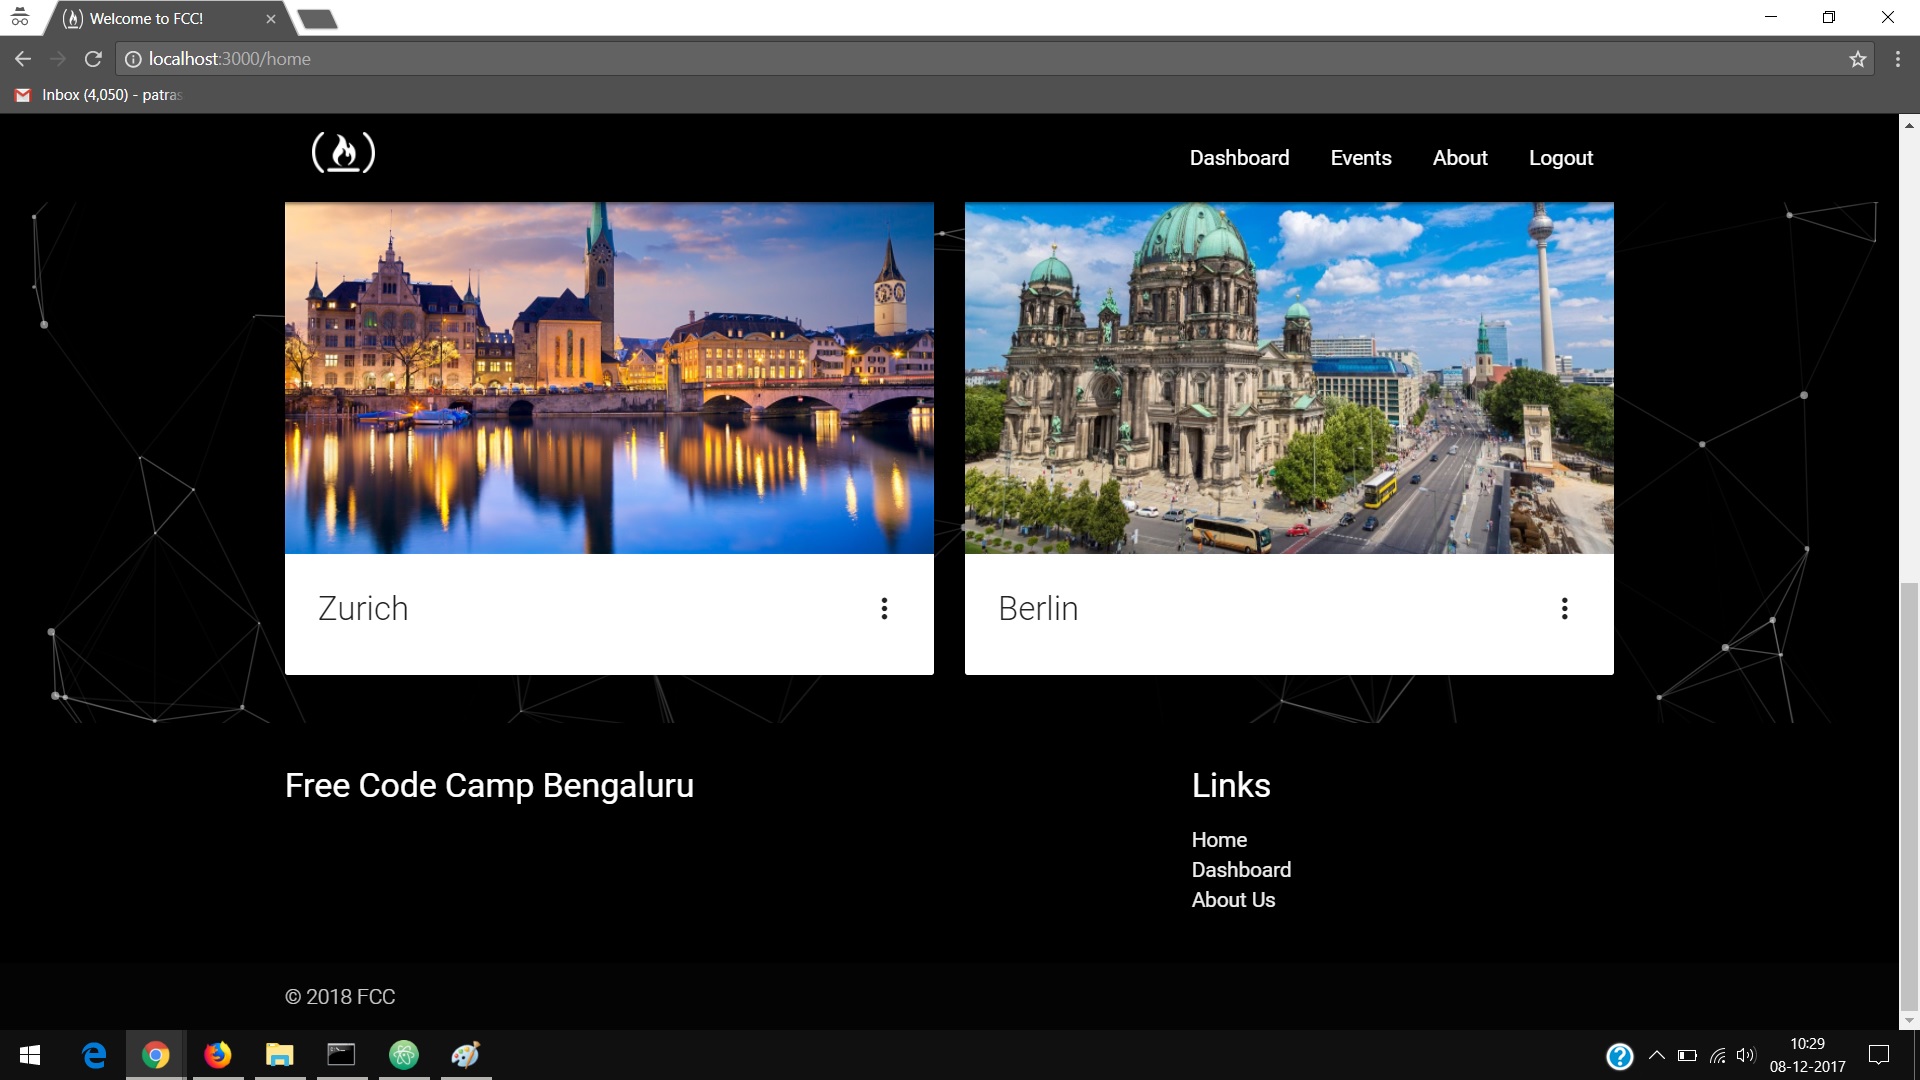 Welcome to FCC!
localhost:3000/home
Inbox (4,050) - patras
Dashboard Events About Logout
Zurich
Berlin
Free Code Camp Bengaluru
Links
Home
Dashboard
About Us
© 2018 FCC
10:29
08-12-2017